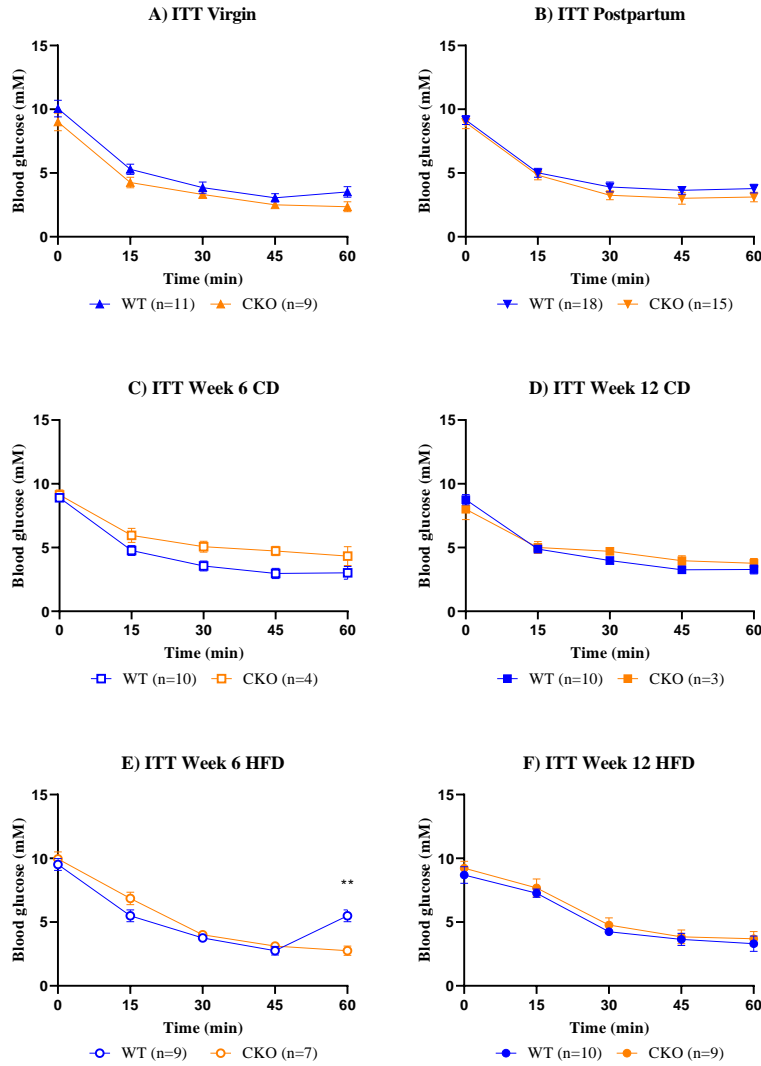 A) ITT Virgin
Blood glucose (mM)
15
10
5
0
0 15 30 45 60
Time (min)
WT (n=11) CKO (n=9)
B) ITT Postpartum
Blood glucose (mM)
15
10
5
0
0 15 30 45 60
Time (min)
WT (n=18) CKO (n=15)
C) ITT Week 6 CD
Blood glucose (mM)
15
10
5
0
0 15 30 45 60
Time (min)
WT (n=10) CKO (n=4)
D) ITT Week 12 CD
Blood glucose (mM)
15
10
5
0
0 15 30 45 60
Time (min)
WT (n=10) CKO (n=3)
E) ITT Week 6 HFD
Blood glucose (mM)
15
10
5
0
**
0 15 30 45 60
Time (min)
WT (n=9) CKO (n=7)
F) ITT Week 12 HFD
Blood glucose (mM)
15
10
5
0
0 15 30 45 60
Time (min)
WT (n=10) CKO (n=9)